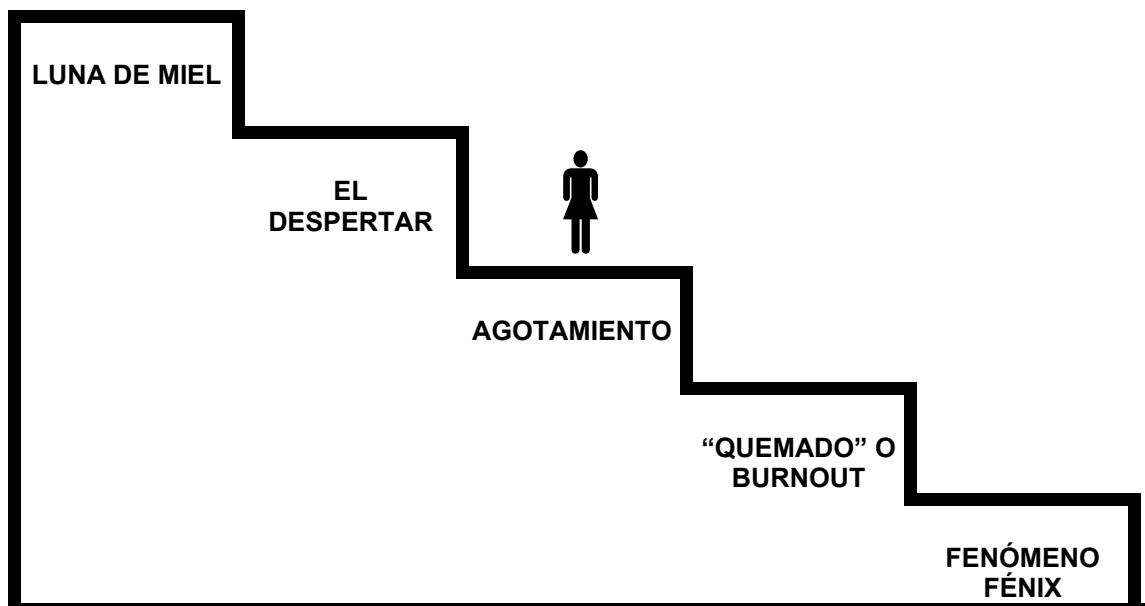 LUNA DE MIEL
EL
DESPERTAR
AGOTAMIENTO
“QUEMADO” O
BURNOUT
FENÓMENO
FÉNIX